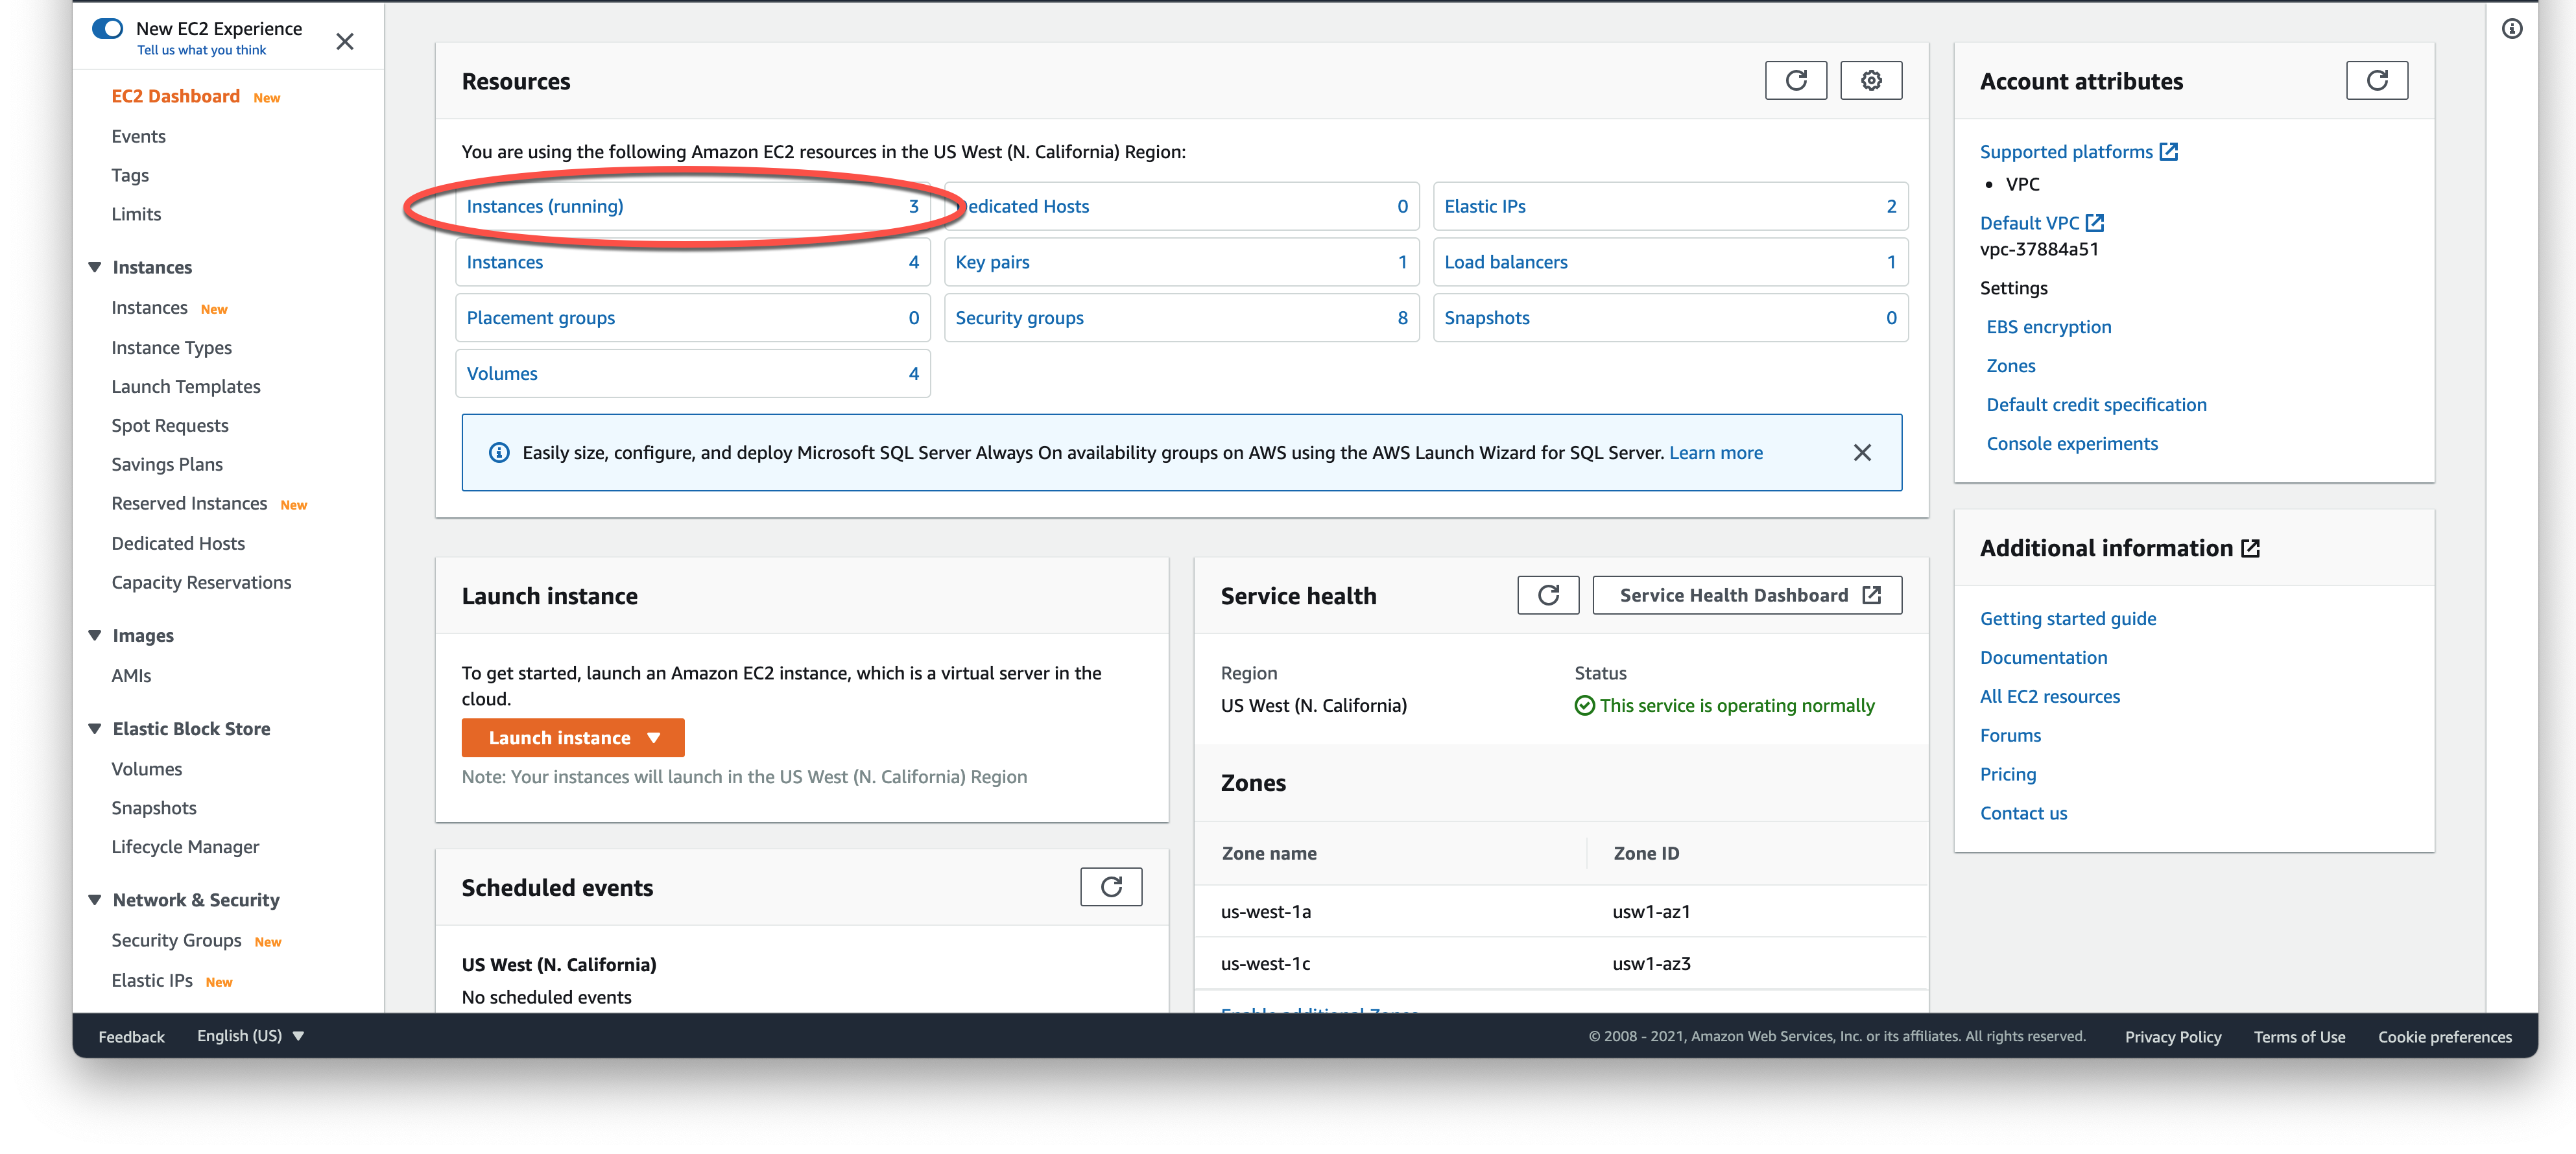 New EC2 Experience
Tell us what you think
EC2 Dashboard New
Events
Tags
Limits
Instances
Instances New
Instance Types
Launch Templates
Spot Requests
Savings Plans
Reserved Instances New
Dedicated Hosts
Capacity Reservations
Images
AMIs
Elastic Block Store
Volumes
Snapshots
Lifecycle Manager
Network & Security
Security Groups New
Elastic IPs New
Resources
You are using the following Amazon EC2 resources in the US West (N. California) Region:
Instances (running) 3
Dedicated Hosts 0
Elastic IPs 2
Instances 4
Key pairs 1
Load balancers 1
Placement groups 0
Security groups 8
Snapshots 0
Volumes 4
Easily size, configure, and deploy Microsoft SQL Server Always On availability groups on AWS using the AWS Launch Wizard for SQL Server. Learn more
Launch instance
To get started, launch an Amazon EC2 instance, which is a virtual server in the
cloud.
Launch instance
Note: Your instances will launch in the US West (N. California) Region
Scheduled events
US West (N. California)
No scheduled events
Service health
Service Health Dashboard
Region
Status
US West (N. California)
This service is operating normally
Zones
Zone name
Zone ID
us-west-1a
usw1-az1
us-west-1c
usw1-az3
Enable additional Zones
Account attributes
Supported platforms
• VPC
Default VPC
vpc-37884a51
Settings
EBS encryption
Zones
Default credit specification
Console experiments
Additional information
Getting started guide
Documentation
All EC2 resources
Forums
Pricing
Contact us
Feedback
English (US)
© 2008 - 2021, Amazon Web Services, Inc. or its affiliates. All rights reserved.
Privacy Policy
Terms of Use
Cookie preferences